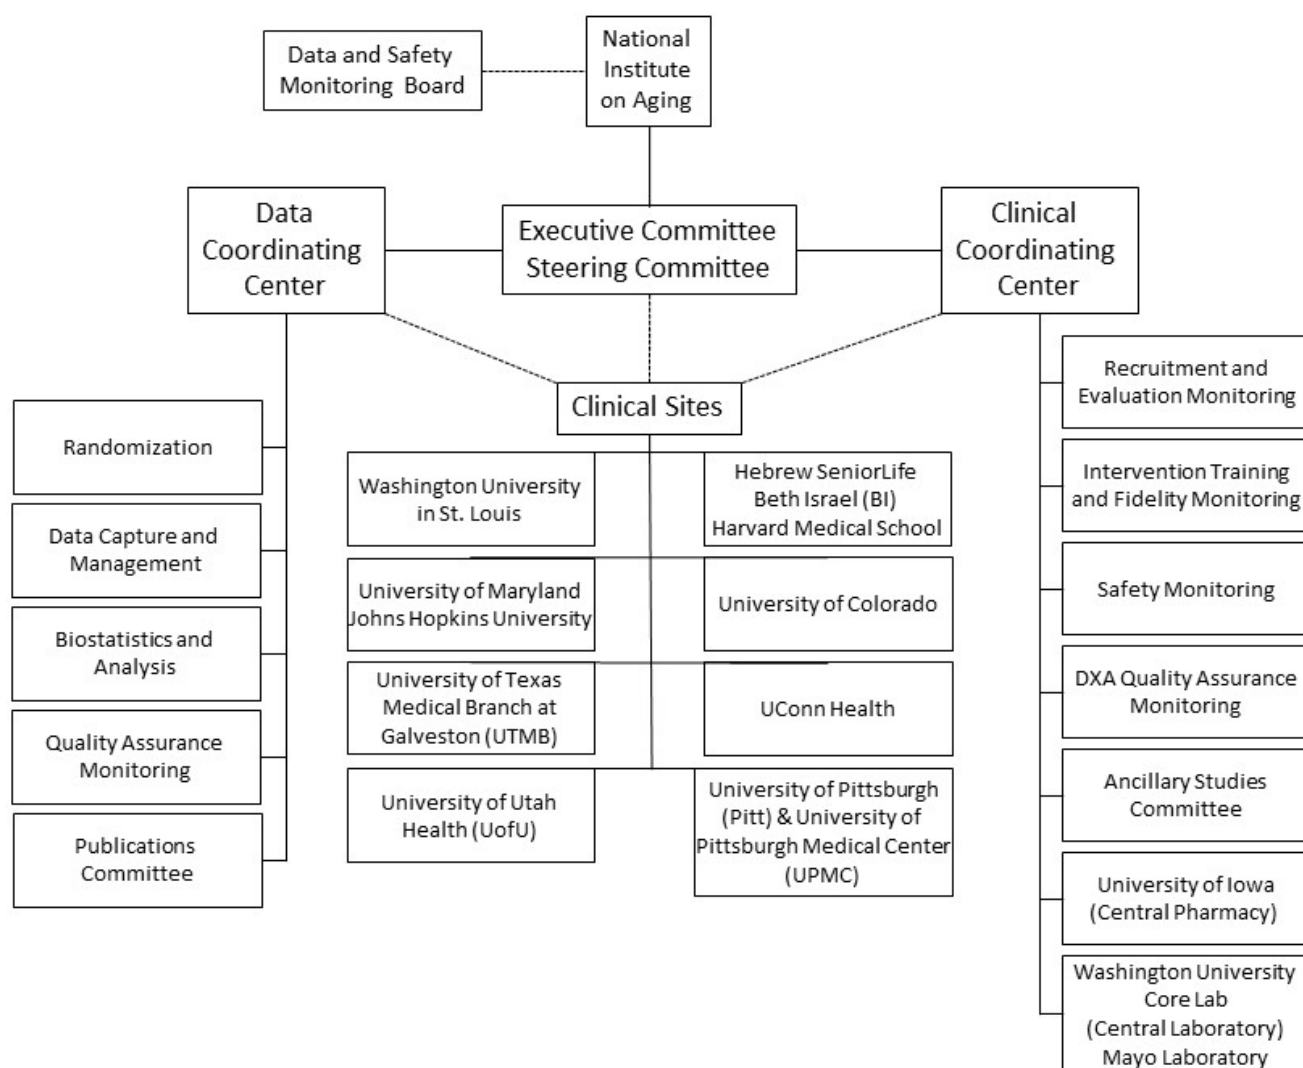 Data and Safety
Monitoring Board
National
Institute
on Aging
Data
Coordinating
Center
Executive Committee
Steering Committee
Clinical
Coordinating
Center
Clinical Sites
Randomization
Data Capture and
Management
Biostatistics and
Analysis
Quality Assurance
Monitoring
Publications
Committee
Washington University
in St. Louis
Hebrew SeniorLife
Beth Israel (BI)
Harvard Medical School
University of Maryland
Johns Hopkins University
University of Colorado
University of Texas
Medical Branch at
Galveston (UTMB)
UConn Health
University of Utah
Health (UofU)
University of Pittsburgh
(Pitt) & University of
Pittsburgh Medical Center
(UPMC)
Recruitment and
Evaluation Monitoring
Intervention Training
and Fidelity Monitoring
Safety Monitoring
DXA Quality Assurance
Monitoring
Ancillary Studies
Committee
University of Iowa
(Central Pharmacy)
Washington University
Core Lab
(Central Laboratory)
Mayo Laboratory